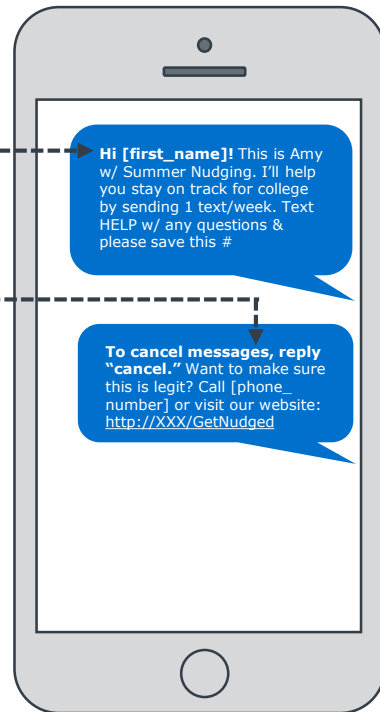 Hi [first_name]! This is Amy
w/ Summer Nudging. I’ll help
you stay on track for college
by sending 1 text/week. Text
HELP w/ any questions &
please save this #
To cancel messages, reply
“cancel.” Want to make sure
this is legit? Call [phone_
number] or visit our website:
http://XXX/GetNudged